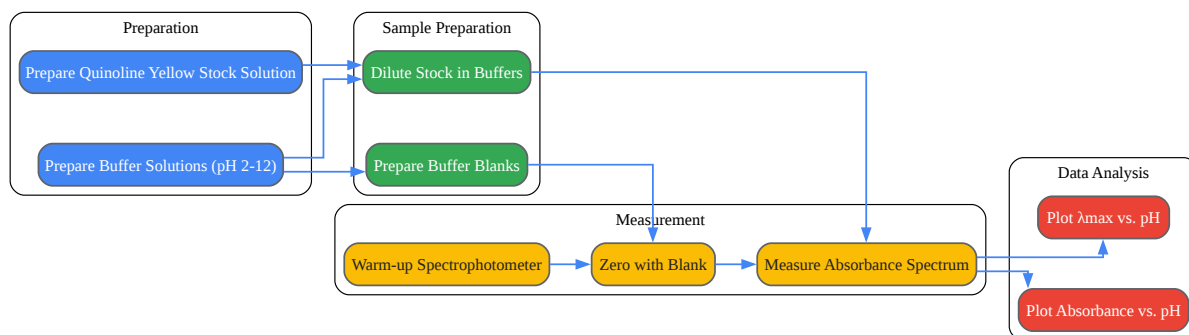 Preparation
Prepare Quinoline Yellow Stock Solution
Prepare Buffer Solutions (pH 2-12)
Sample Preparation
Dilute Stock in Buffers
Prepare Buffer Blanks
Measurement
Warm-up Spectrophotometer
Zero with Blank
Measure Absorbance Spectrum
Data Analysis
Plot λmax vs. pH
Plot Absorbance vs. pH